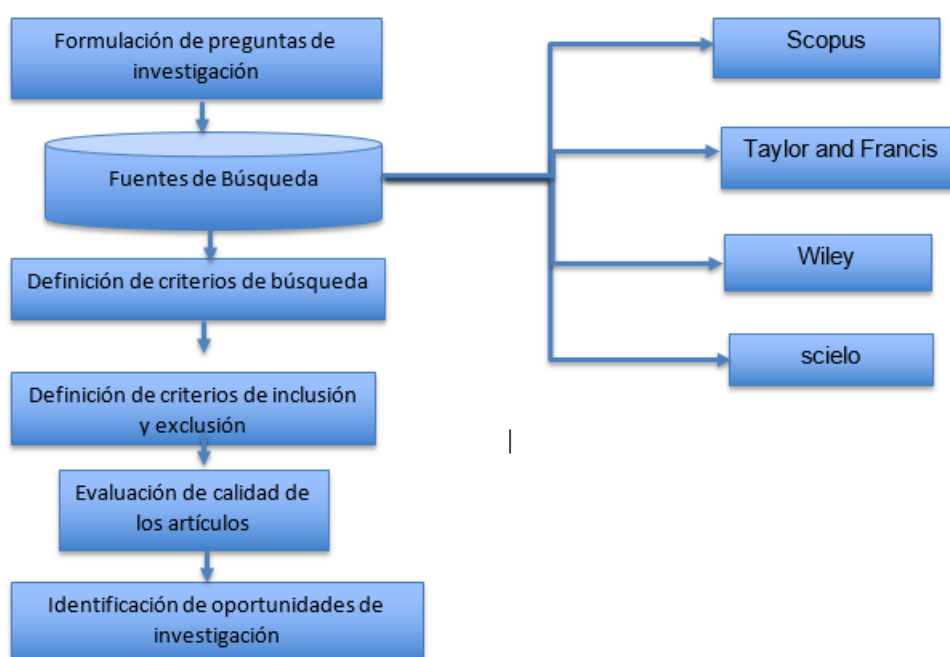 Formulación de preguntas de
investigación
Fuentes de Búsqueda
Definición de criterios de búsqueda
Definición de criterios de inclusión
y exclusión
Evaluación de calidad de
los artículos
Identificación de oportunidades de
investigación
Scopus
Taylor and Francis
Wiley
scielo